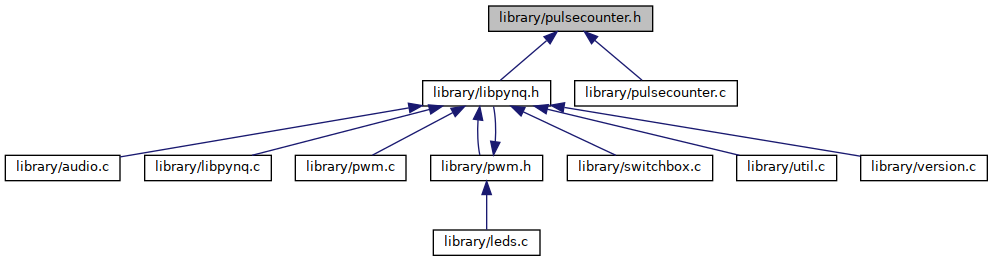 library/pulsecounter.h
library/libpynq.h
library/pulsecounter.c
library/audio.c
library/libpynq.c
library/pwm.c
library/pwm.h
library/switchbox.c
library/util.c
library/version.c
library/leds.c